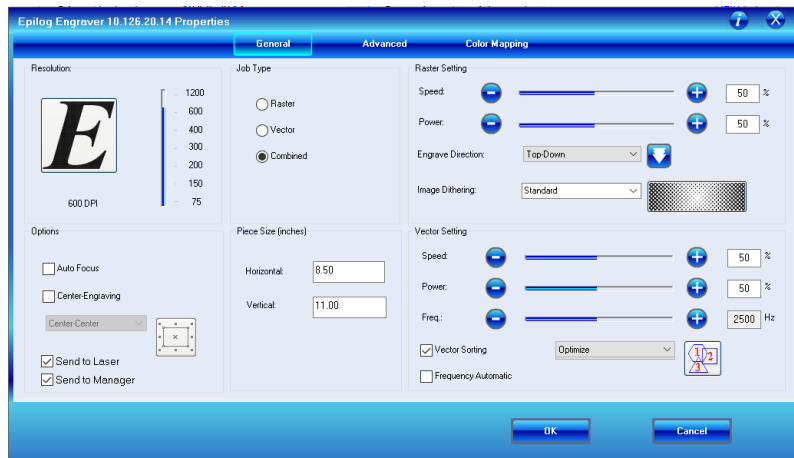 Epilog Engraver 10.126.20.14 Properties
i X
General Advanced Color Mapping
Resolution:
E
1200
600
400
300
200
150
75
600 DPI
Job Type
Raster
Vector
Combined
Raster Setting
Speed: 50 %
Power: 50 %
Engrave Direction: Top-Down
Image Dithering: Standard
Options
Auto Focus
Center-Engraving
Center-Center
Send to Laser
Send to Manager
Piece Size (inches)
Horizontal: 8.50
Vertical: 11.00
Vector Setting
Speed: 50 %
Power: 50 %
Freq.: 2500 Hz
Vector Sorting Optimize
1 2
3
Frequency Automatic
OK Cancel